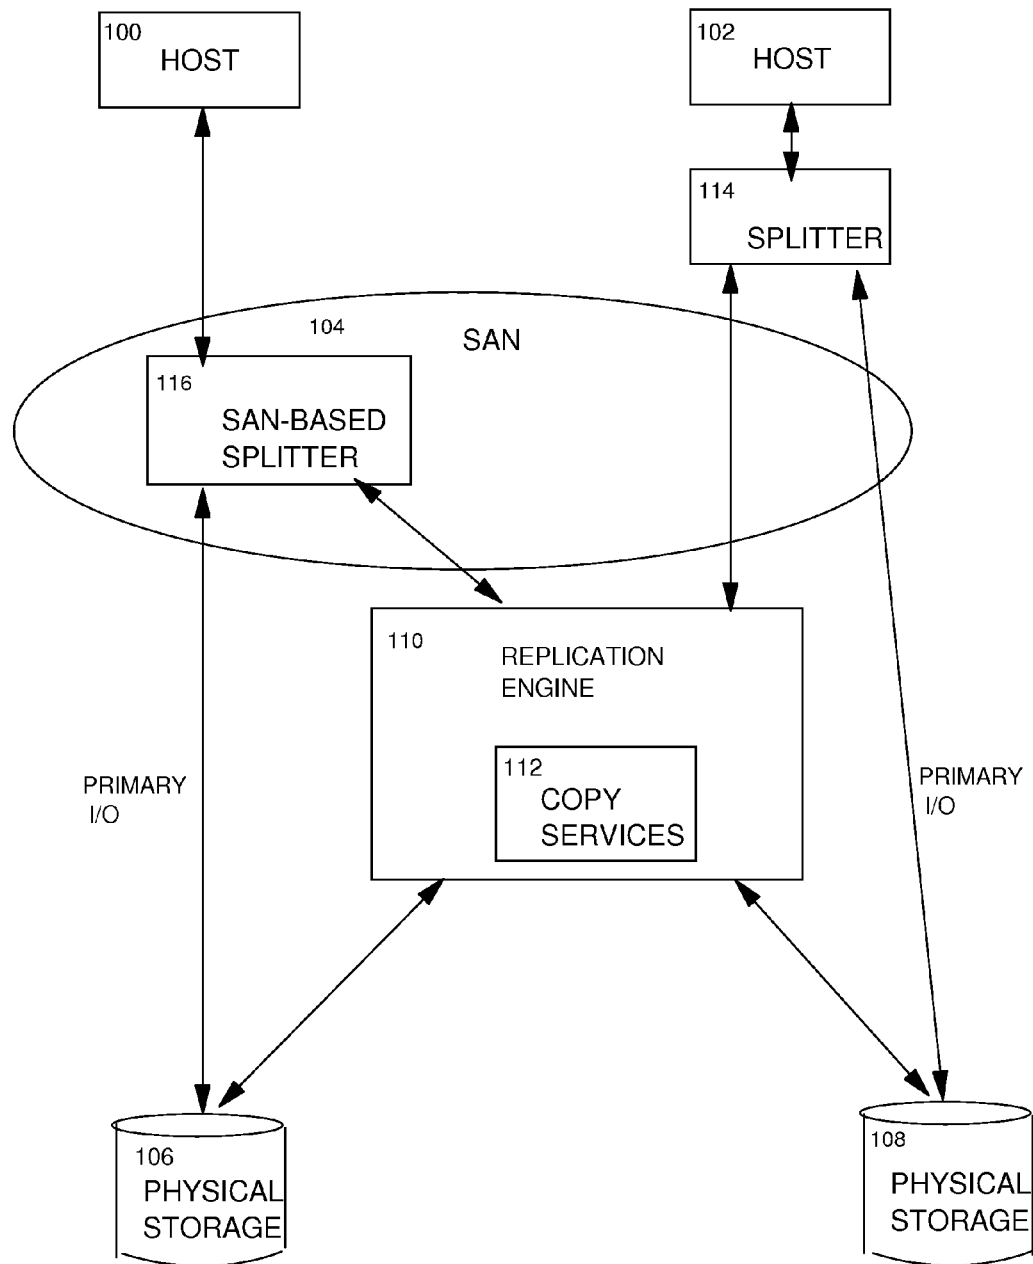 100
HOST
102
HOST
114
SPLITTER
104
SAN
116
SAN-BASED
SPLITTER
110
REPLICATION
ENGINE
112
COPY
SERVICES
PRIMARY
I/O
PRIMARY
I/O
106
PHYSICAL
STORAGE
108
PHYSICAL
STORAGE